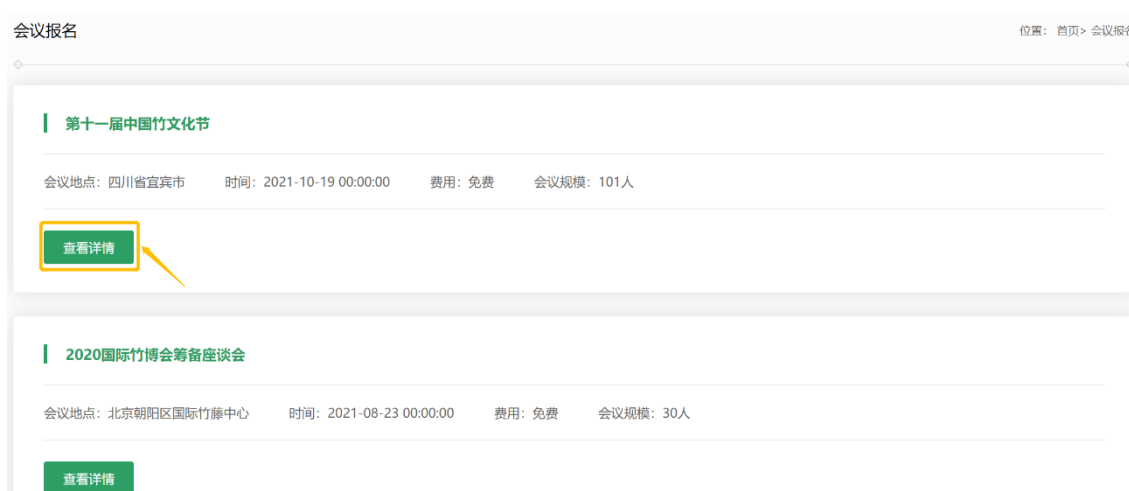 会议报名
位置： 首页> 会议报名
第十一届中国竹文化节
会议地点：四川省宜宾市 时间：2021-10-19 00:00:00 费用：免费 会议规模：101人
查看详情
2020国际竹博会筹备座谈会
会议地点：北京朝阳区国际竹藤中心 时间：2021-08-23 00:00:00 费用：免费 会议规模：30人
查看详情